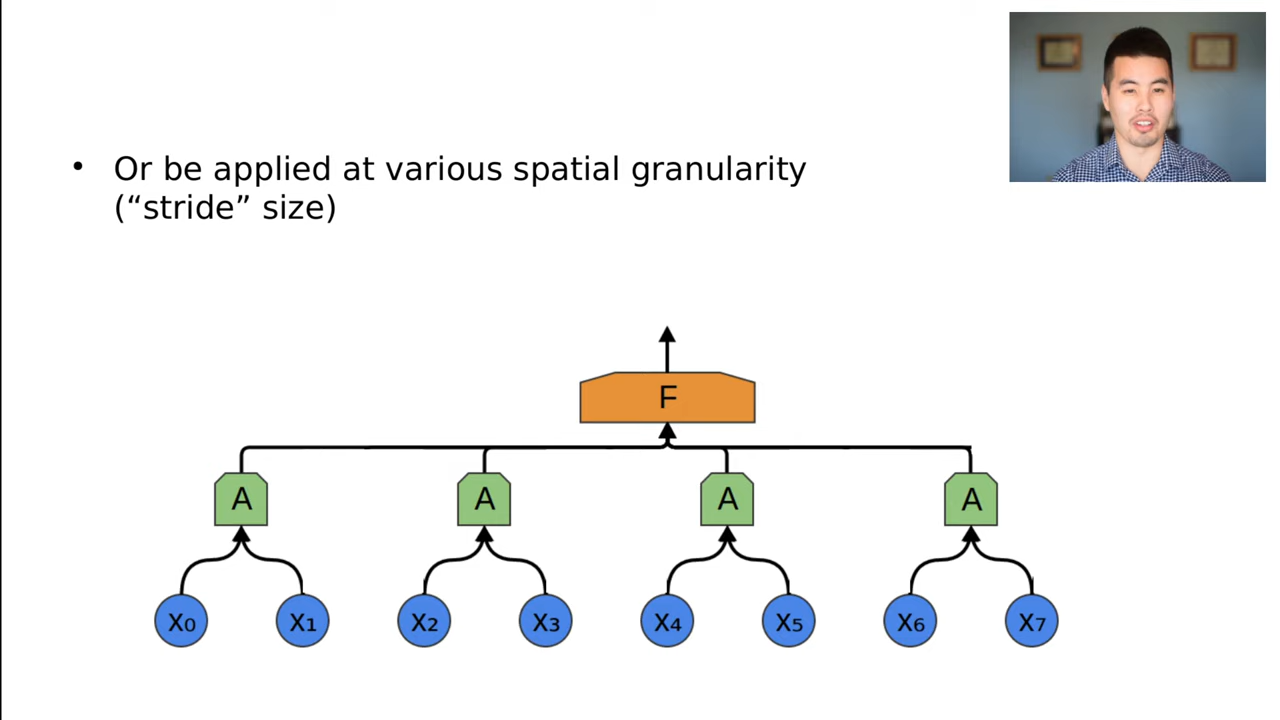 • Or be applied at various spatial granularity
(“stride” size)
F
A A A A
X₀ X₁ X₂ X₃ X₄ X₅ X₆ X₇